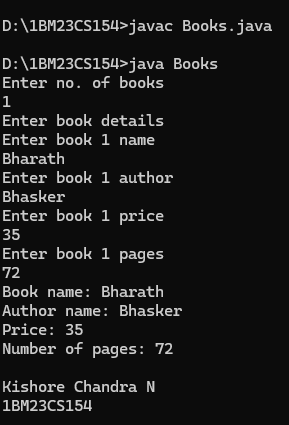 D:\1BM23CS154>javac Books.java
D:\1BM23CS154>java Books
Enter no. of books
1
Enter book details
Enter book 1 name
Bharath
Enter book 1 author
Bhasker
Enter book 1 price
35
Enter book 1 pages
72
Book name: Bharath
Author name: Bhasker
Price: 35
Number of pages: 72
Kishore Chandra N
1BM23CS154